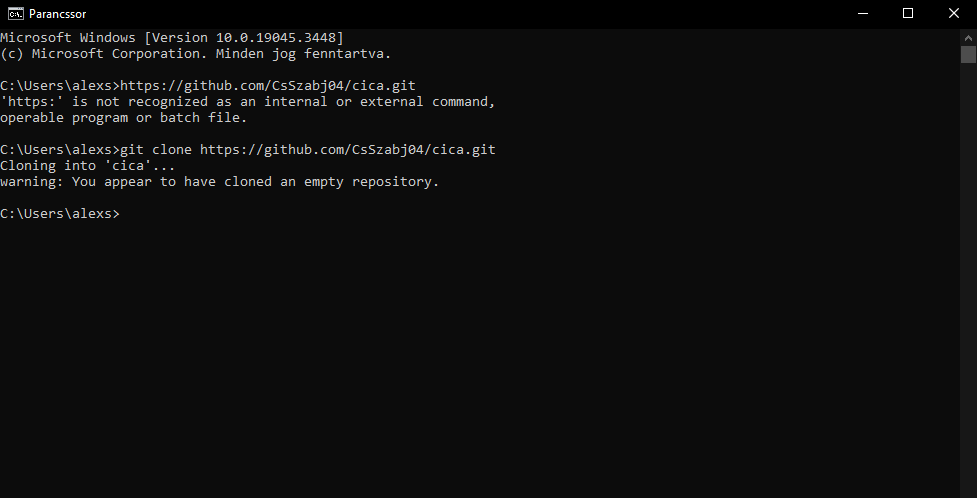 Parancssor
Microsoft Windows [Version 10.0.19045.3448]
(c) Microsoft Corporation. Minden jog fenntartva.
C:\Users\alexs>https://github.com/CsSzabj04/cica.git
'https:' is not recognized as an internal or external command,
operable program or batch file.
C:\Users\alexs>git clone https://github.com/CsSzabj04/cica.git
Cloning into 'cica'...
warning: You appear to have cloned an empty repository.
C:\Users\alexs>